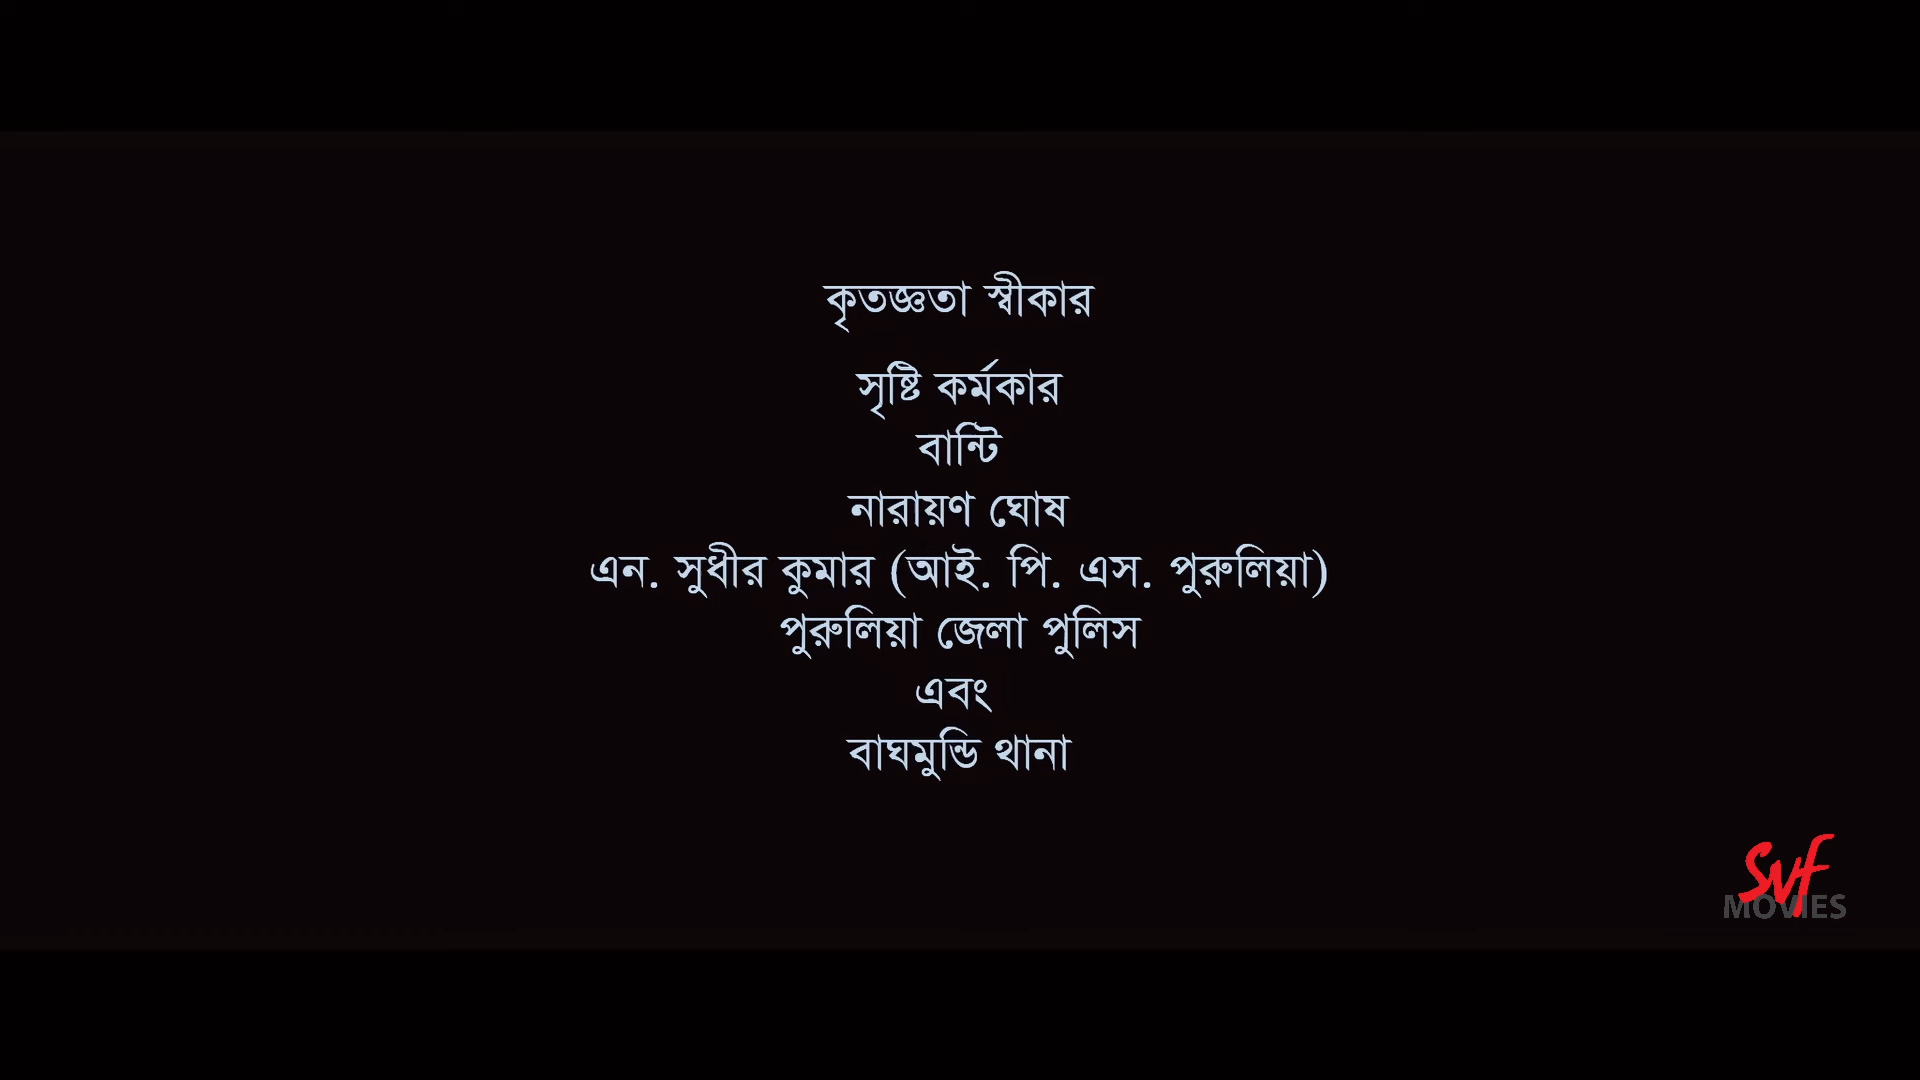 কৃতজ্ঞতা স্বীকার
সৃষ্টি কর্মকার
বান্টি
নারায়ণ ঘোষ
এন. সুধীর কুমার (আই. পি. এস. পুরুলিয়া)
পুরুলিয়া জেলা পুলিস
এবং
বাঘমুন্ডি থানা
Svf
MOVIES